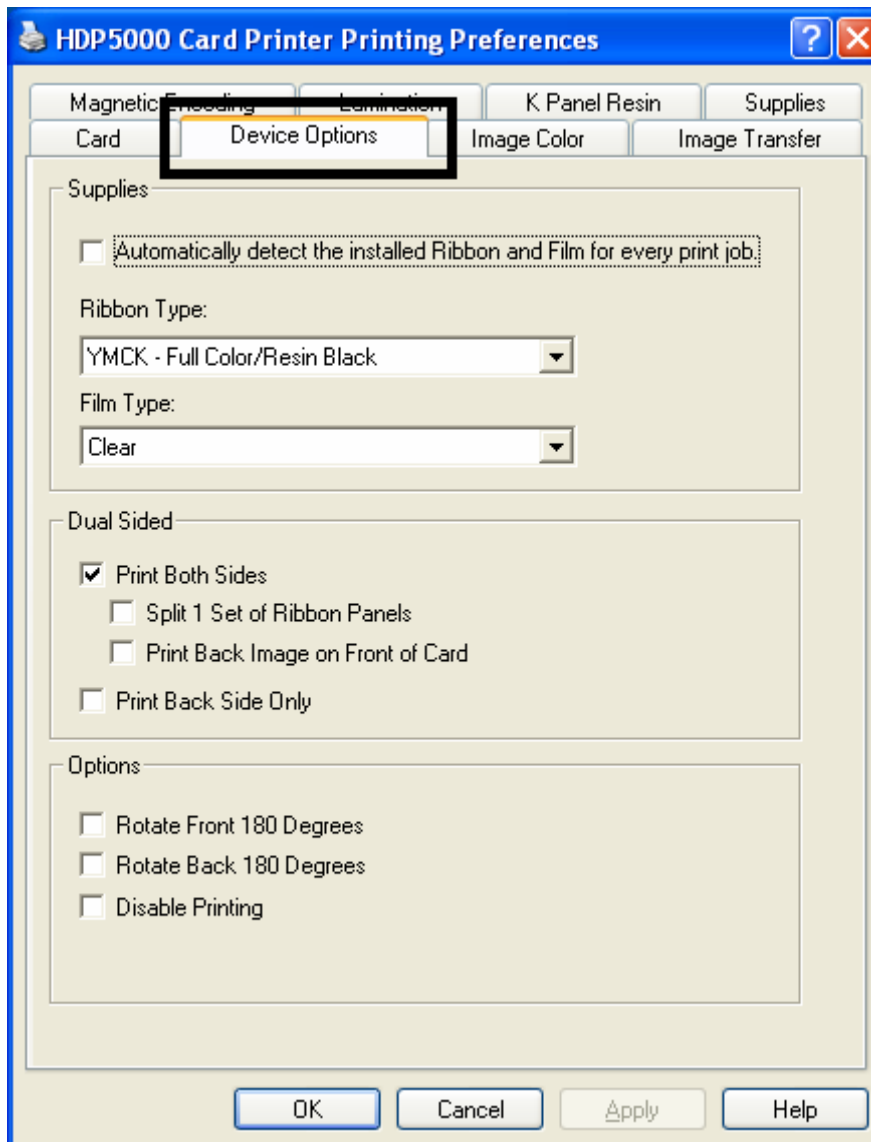 HDP5000 Card Printer Printing Preferences
Magnetic Encoding Lamination K Panel Resin Supplies
Card Device Options Image Color Image Transfer
Supplies
Automatically detect the installed Ribbon and Film for every print job.
Ribbon Type:
YMCK - Full Color/Resin Black
Film Type:
Clear
Dual Sided
Print Both Sides
Split 1 Set of Ribbon Panels
Print Back Image on Front of Card
Print Back Side Only
Options
Rotate Front 180 Degrees
Rotate Back 180 Degrees
Disable Printing
OK Cancel Apply Help